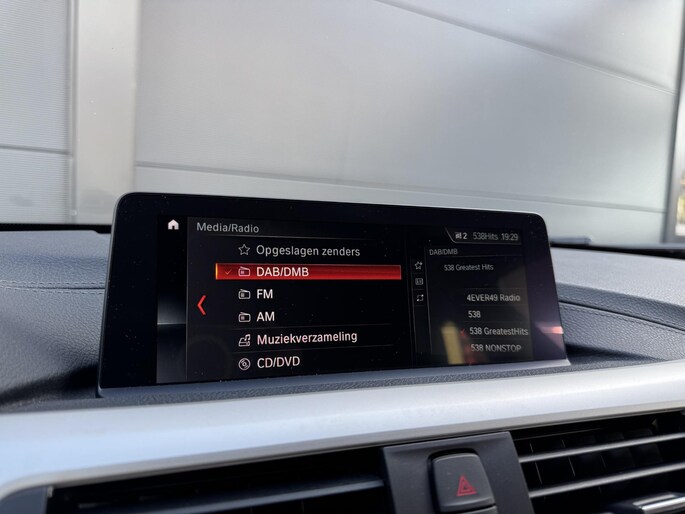 Media/Radio
2 538Hits 19:29
Opgeslagen zenders
DAB/DMB
FM
AM
Muziekverzameling
CD/DVD
DAB/DMB
538 Greatest Hits
4EVER49 Radio
538
538 GreatestHits
538 NONSTOP